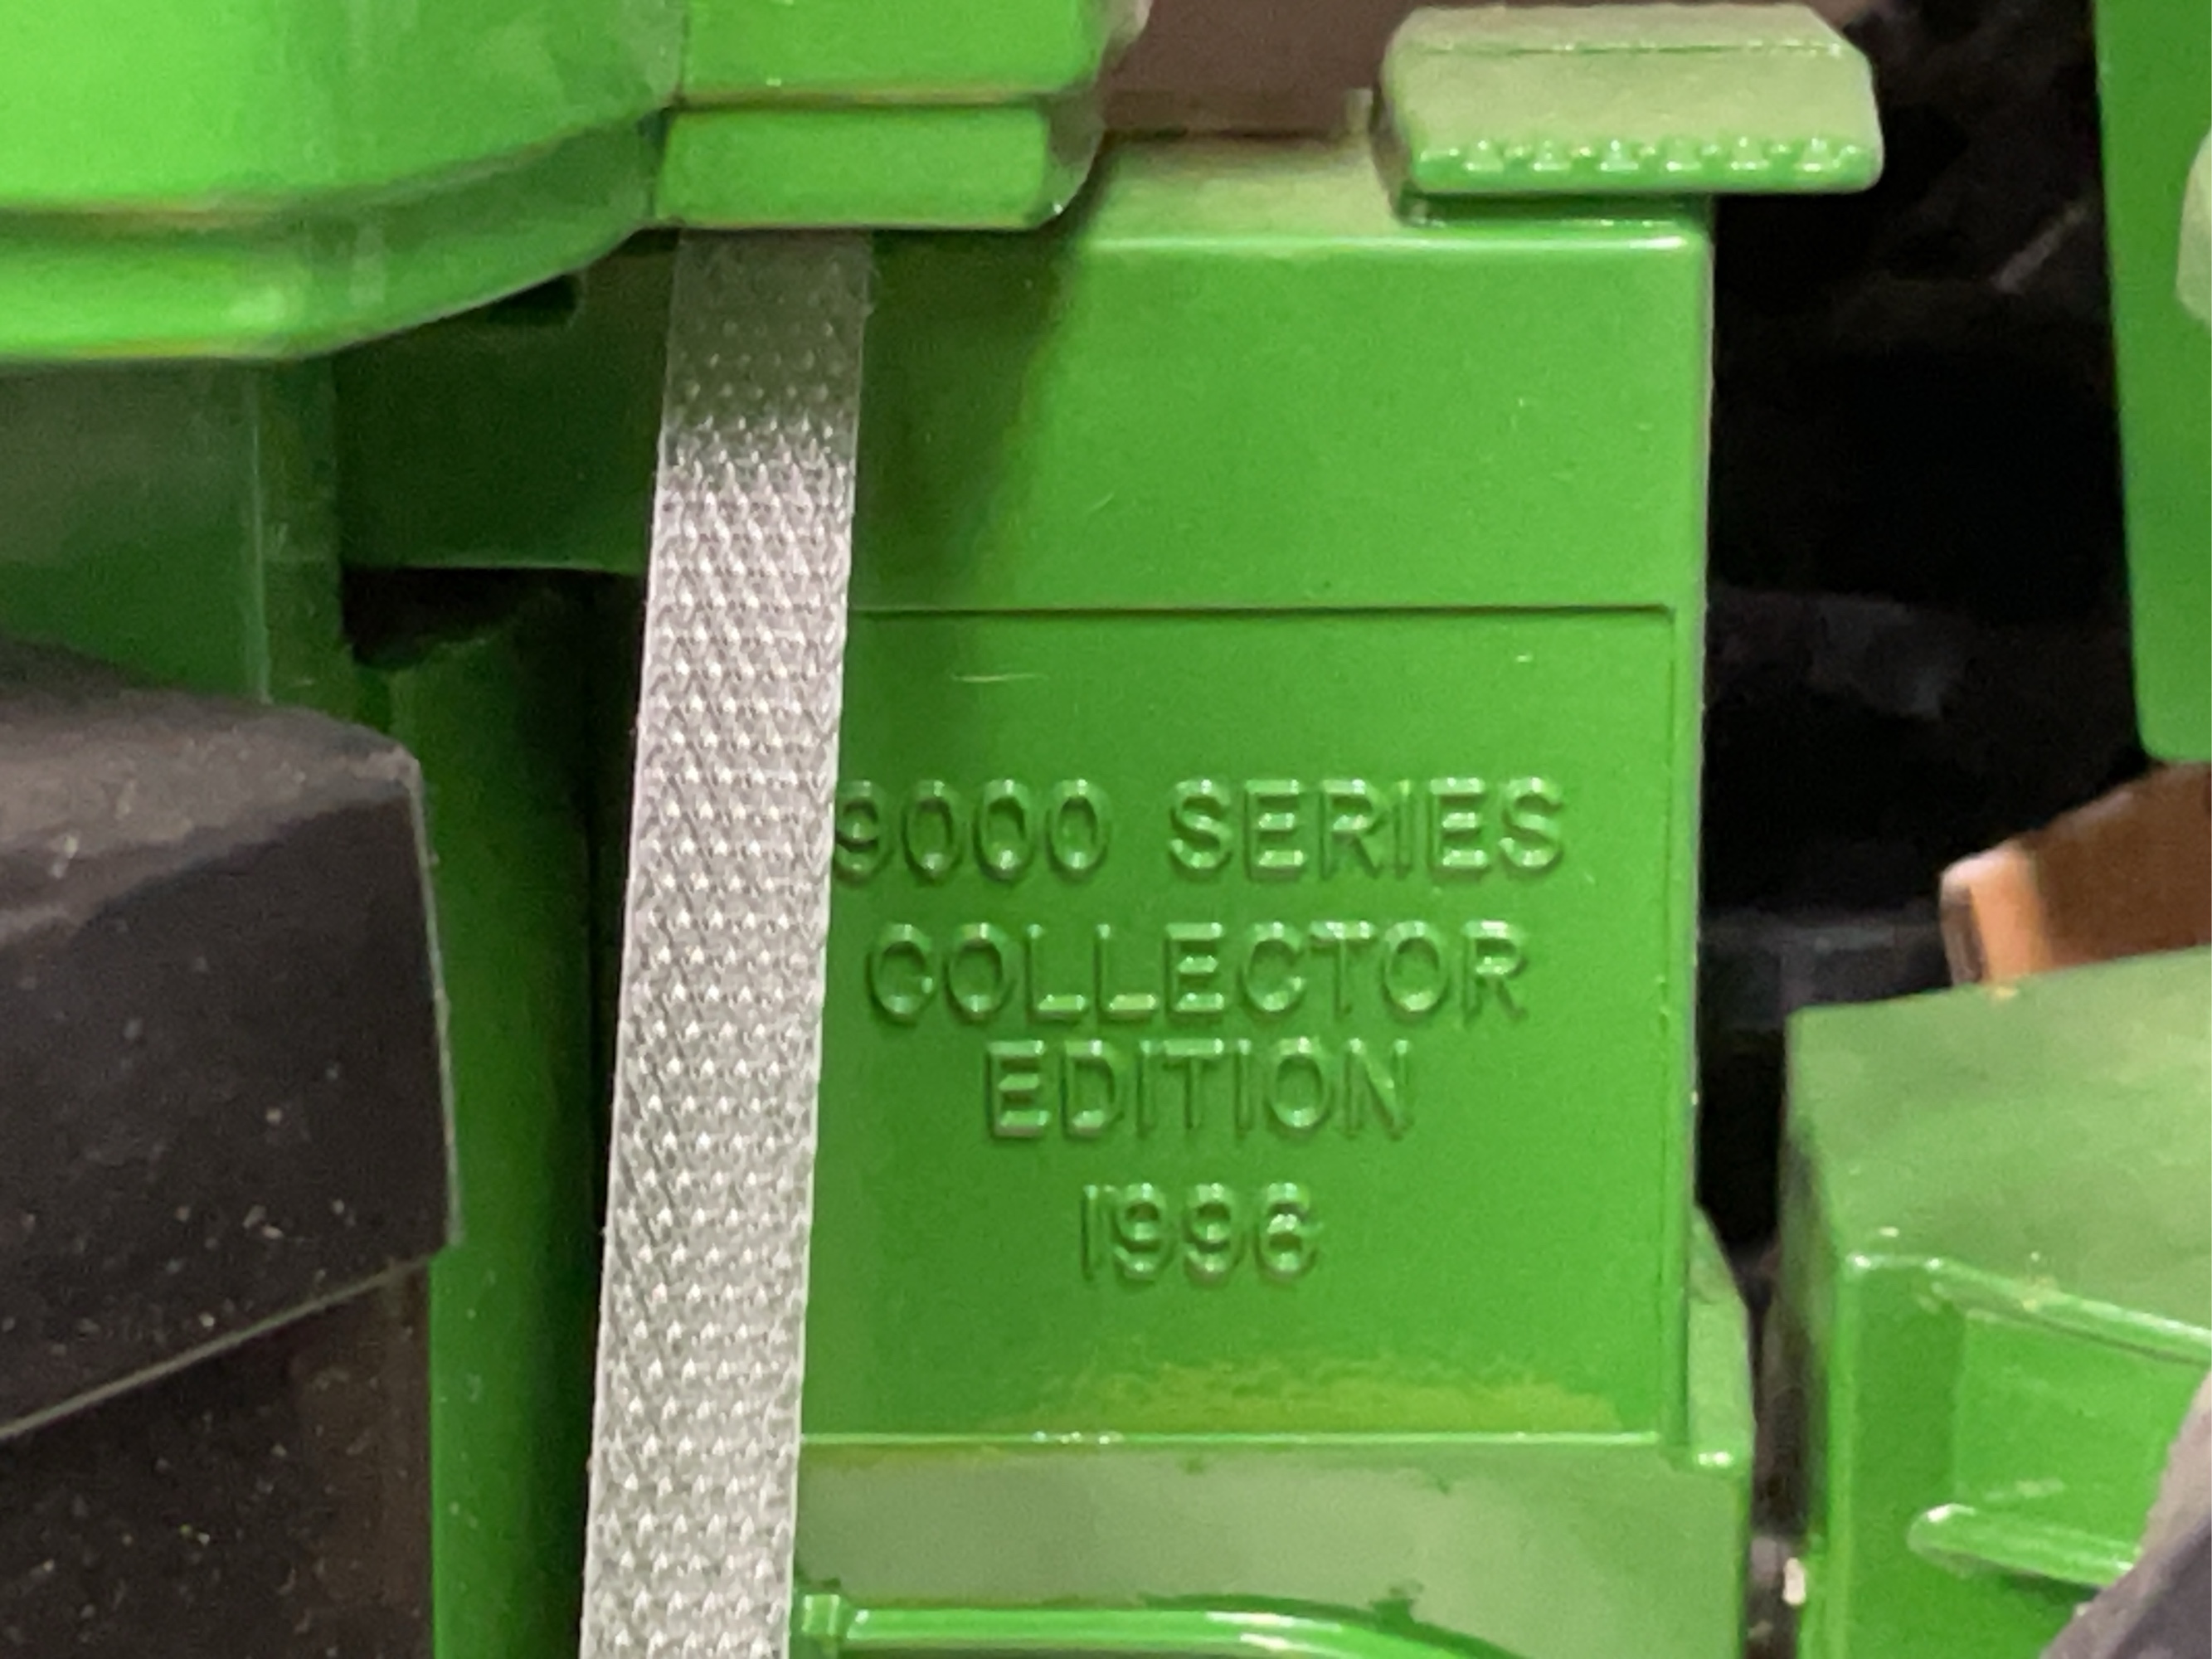 9000 SERIES
COLLECTOR
EDITION
1996